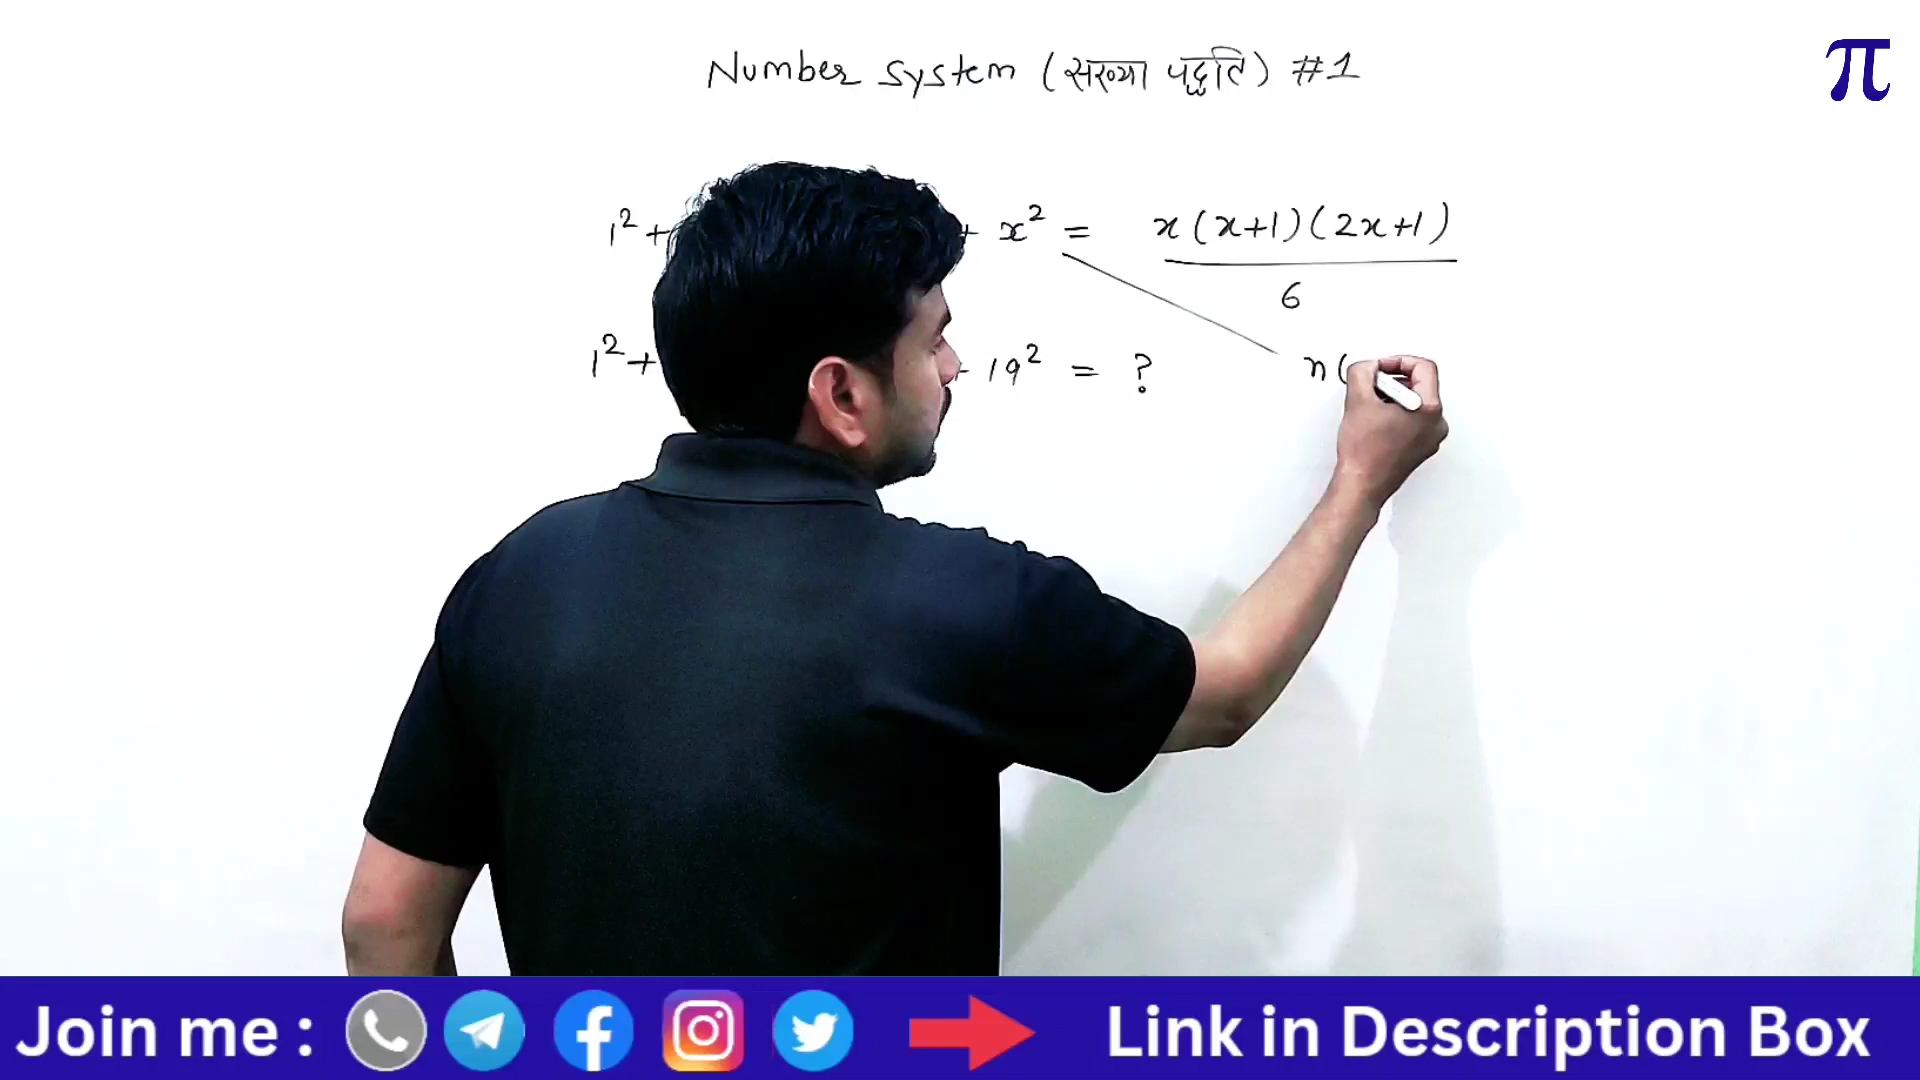 Number System (संख्या पद्धति) #1
π
1² + + x² = x(x+1)(2x+1)
6
1² + - 19² = ?
n(
Join me : Link in Description Box